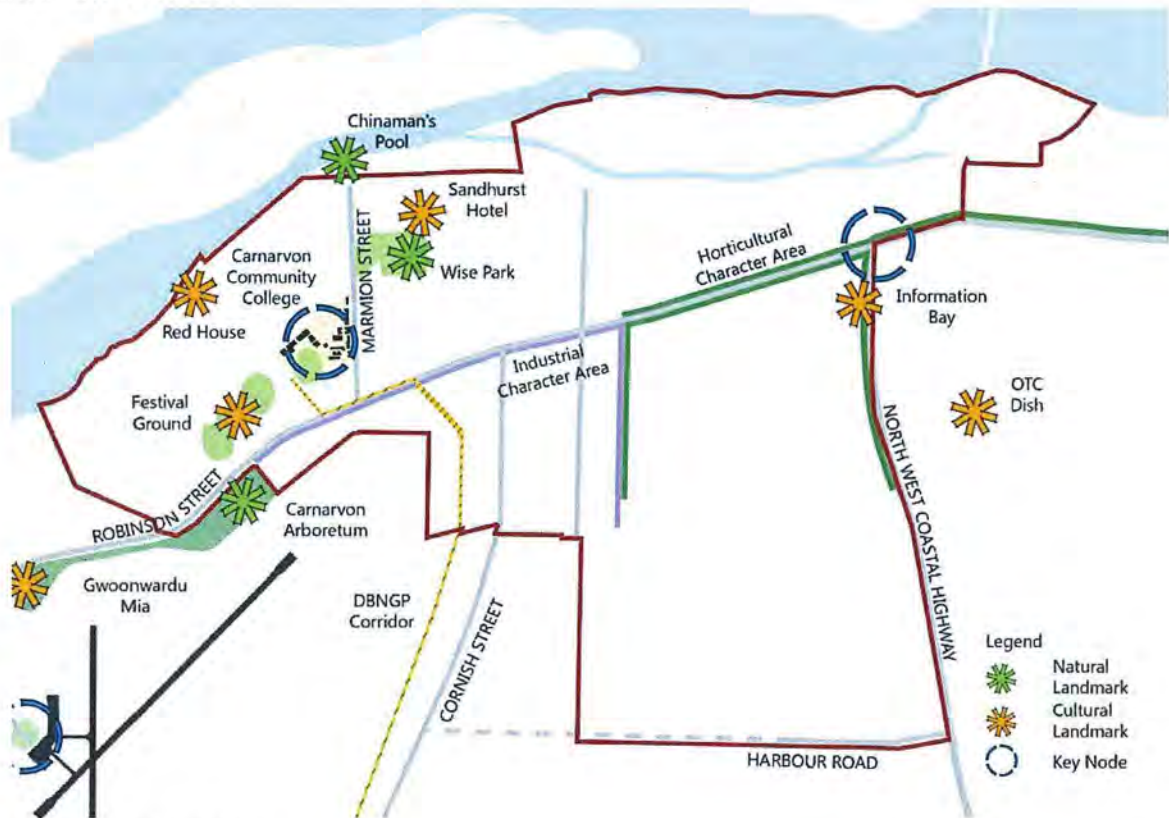 Chinaman's
Pool
Sandhurst
Hotel
MARMION STREET
Carnarvon
Community
College
Wise Park
Horticultural
Character Area
Red House
Information
Bay
Industrial
Character Area
Festival
Ground
OTC
Dish
NORTH WEST COASTAL HIGHWAY
ROBINSON STREET
Carnarvon
Arboretum
Gwoonwardu
Mia
DBNGP
Corridor
CORNISH STREET
HARBOUR ROAD
Legend
Natural
Landmark
Cultural
Landmark
Key Node